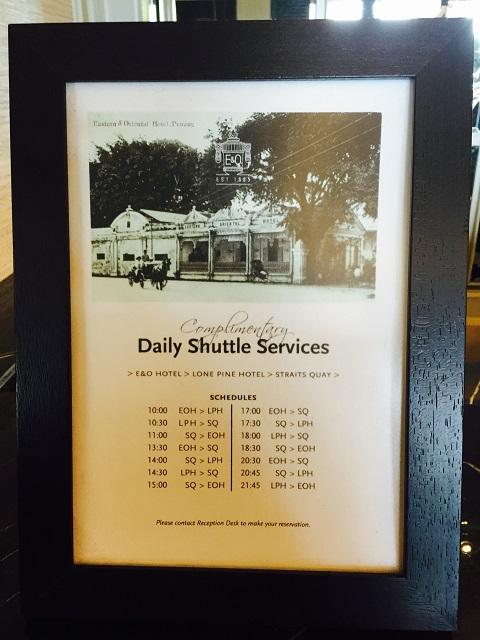 Eastern & Oriental Hotel, Penang
E&O
EST 1885
EASTERN & ORIENTAL HOTEL
Complimentary
Daily Shuttle Services
> E&O HOTEL > LONE PINE HOTEL > STRAITS QUAY >
SCHEDULES
10:00 EOH > LPH
10:30 LPH > SQ
11:00 SQ > EOH
13:30 EOH > SQ
14:00 SQ > LPH
14:30 LPH > SQ
15:00 SQ > EOH
17:00 EOH > SQ
17:30 SQ > LPH
18:00 LPH > SQ
18:30 SQ > EOH
20:30 EOH > SQ
20:45 SQ > LPH
21:45 LPH > EOH
Please contact Reception Desk to make your reservation.